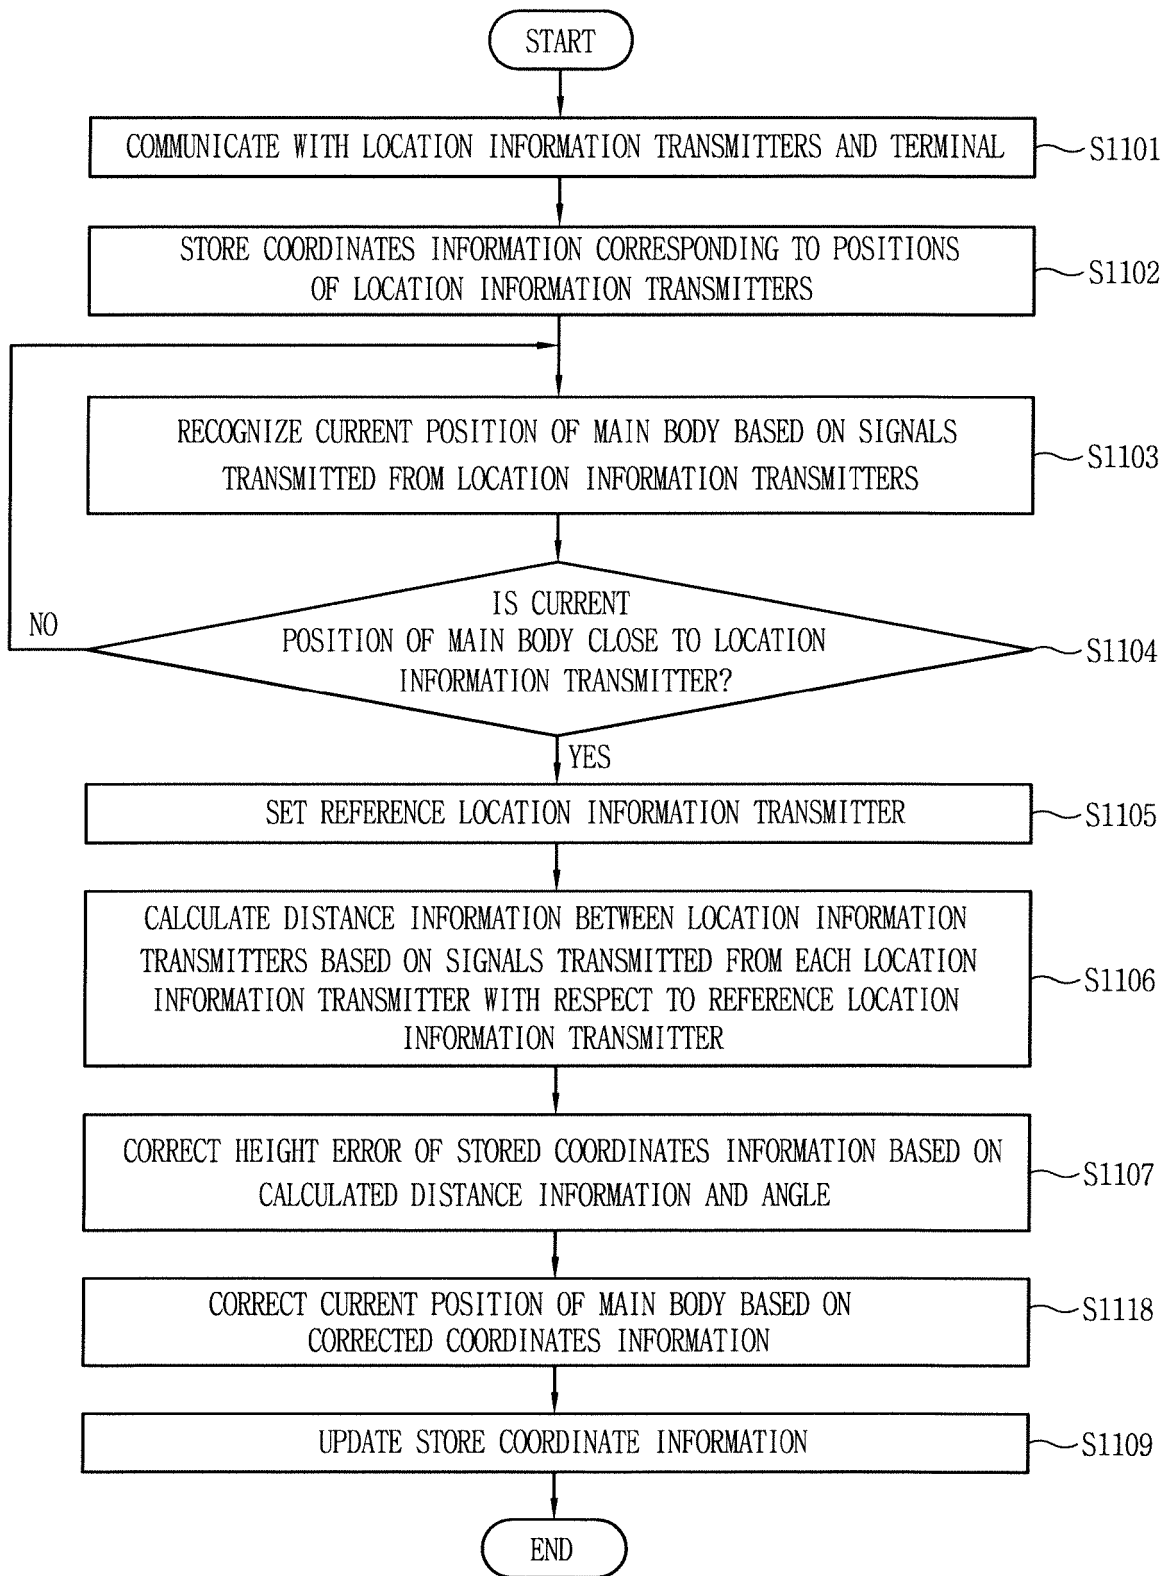 START
COMMUNICATE WITH LOCATION INFORMATION TRANSMITTERS AND TERMINAL
S1101
STORE COORDINATES INFORMATION CORRESPONDING TO POSITIONS
OF LOCATION INFORMATION TRANSMITTERS
S1102
RECOGNIZE CURRENT POSITION OF MAIN BODY BASED ON SIGNALS
TRANSMITTED FROM LOCATION INFORMATION TRANSMITTERS
S1103
NO
IS CURRENT
POSITION OF MAIN BODY CLOSE TO LOCATION
INFORMATION TRANSMITTER?
S1104
YES
SET REFERENCE LOCATION INFORMATION TRANSMITTER
S1105
CALCULATE DISTANCE INFORMATION BETWEEN LOCATION INFORMATION
TRANSMITTERS BASED ON SIGNALS TRANSMITTED FROM EACH LOCATION
INFORMATION TRANSMITTER WITH RESPECT TO REFERENCE LOCATION
INFORMATION TRANSMITTER
S1106
CORRECT HEIGHT ERROR OF STORED COORDINATES INFORMATION BASED ON
CALCULATED DISTANCE INFORMATION AND ANGLE
S1107
CORRECT CURRENT POSITION OF MAIN BODY BASED ON
CORRECTED COORDINATES INFORMATION
S1118
UPDATE STORE COORDINATE INFORMATION
S1109
END